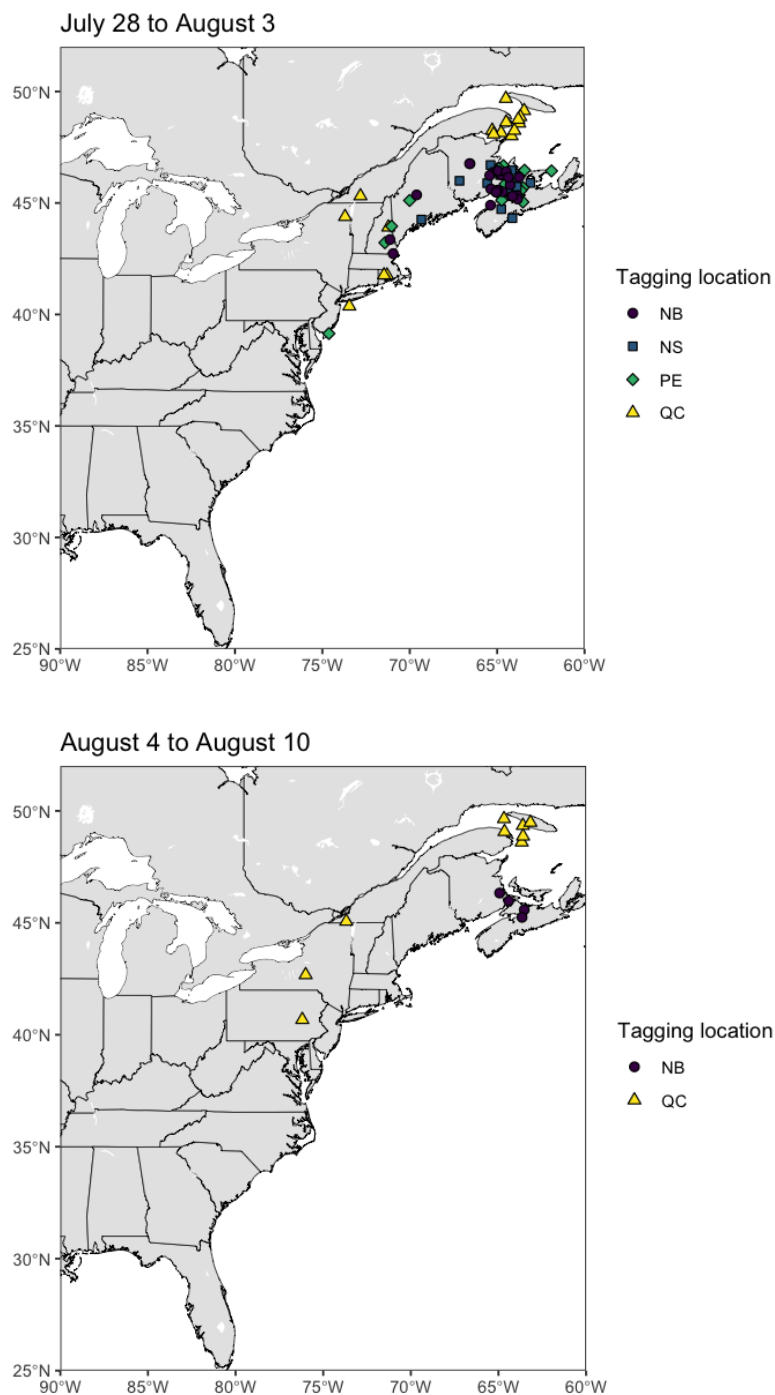 July 28 to August 3
50°N
45°N
40°N
35°N
30°N
25°N
90°W 85°W 80°W 75°W 70°W 65°W 60°W
Tagging location
NB
NS
PE
QC
August 4 to August 10
50°N
45°N
40°N
35°N
30°N
25°N
90°W 85°W 80°W 75°W 70°W 65°W 60°W
Tagging location
NB
QC